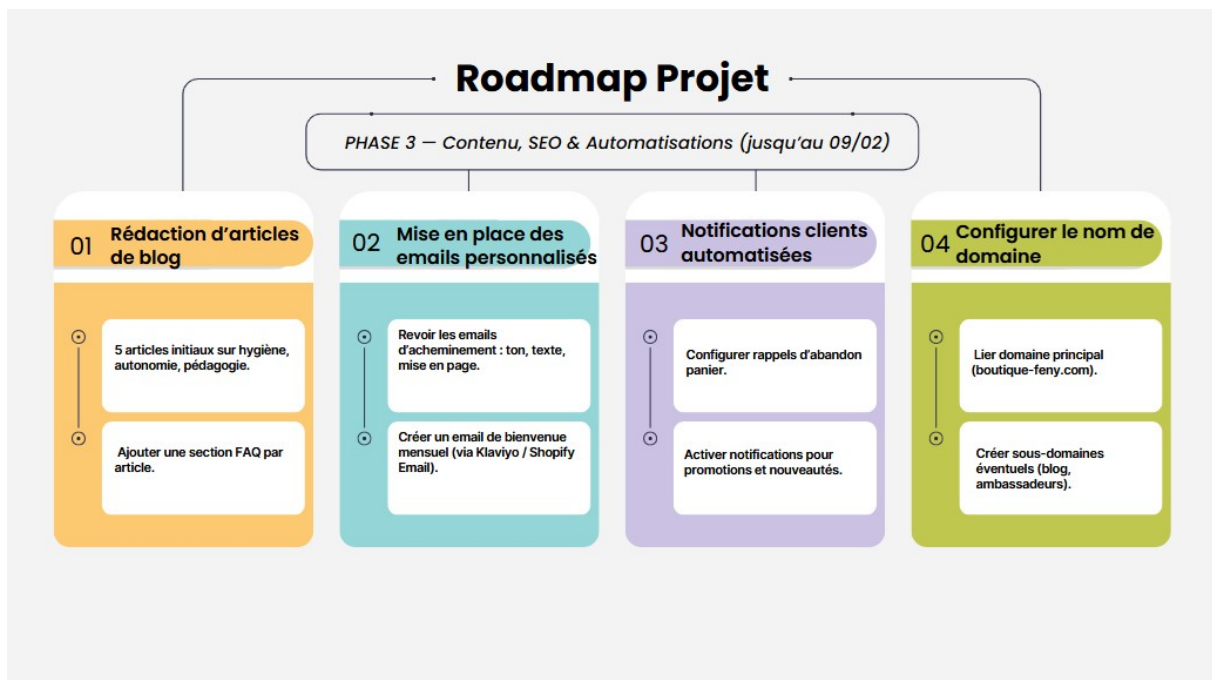 Roadmap Projet
PHASE 3 — Contenu, SEO & Automatisations (jusqu'au 09/02)
01
Rédaction d'articles
de blog
5 articles initiaux sur hygiène,
autonomie, pédagogie.
Ajouter une section FAQ par
article.
02
Mise en place des
emails personnalisés
Revoir les emails
d'acheminement : ton, texte,
mise en page.
Créer un email de bienvenue
mensuel (via Klaviyo / Shopify
Email).
03
Notifications clients
automatisées
Configurer rappels d'abandon
panier.
Activer notifications pour
promotions et nouveautés.
04
Configurer le nom de
domaine
Lier domaine principal
(boutique-feny.com).
Créer sous-domaines
éventuels (blog,
ambassadeurs).